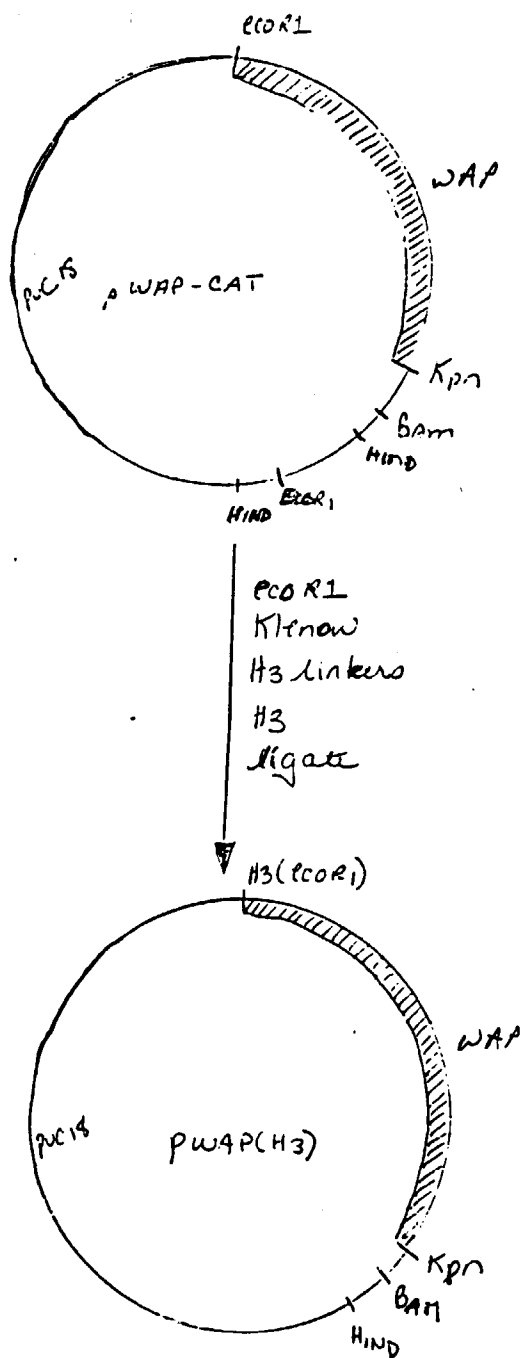 ecoR1
WAP
pUC18
pWAP-CAT
Kpn
BAM
HIND
EcoR1
HIND
ecoR1
Klenow
H3 linkers
H3
ligate
H3(ecoR1)
WAP
pUC18
pWAP(H3)
Kpn
BAM
HIND